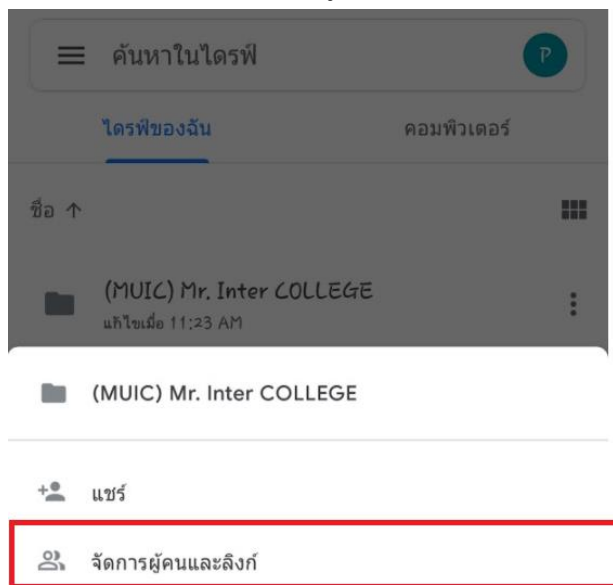 ค้นหาในไดรฟ์
P
ไดรฟ์ของฉัน คอมพิวเตอร์
ชื่อ ↑
(MUIC) Mr. Inter COLLEGE
แก้ไขเมื่อ 11:23 AM
(MUIC) Mr. Inter COLLEGE
แชร์
จัดการผู้คนและลิงก์